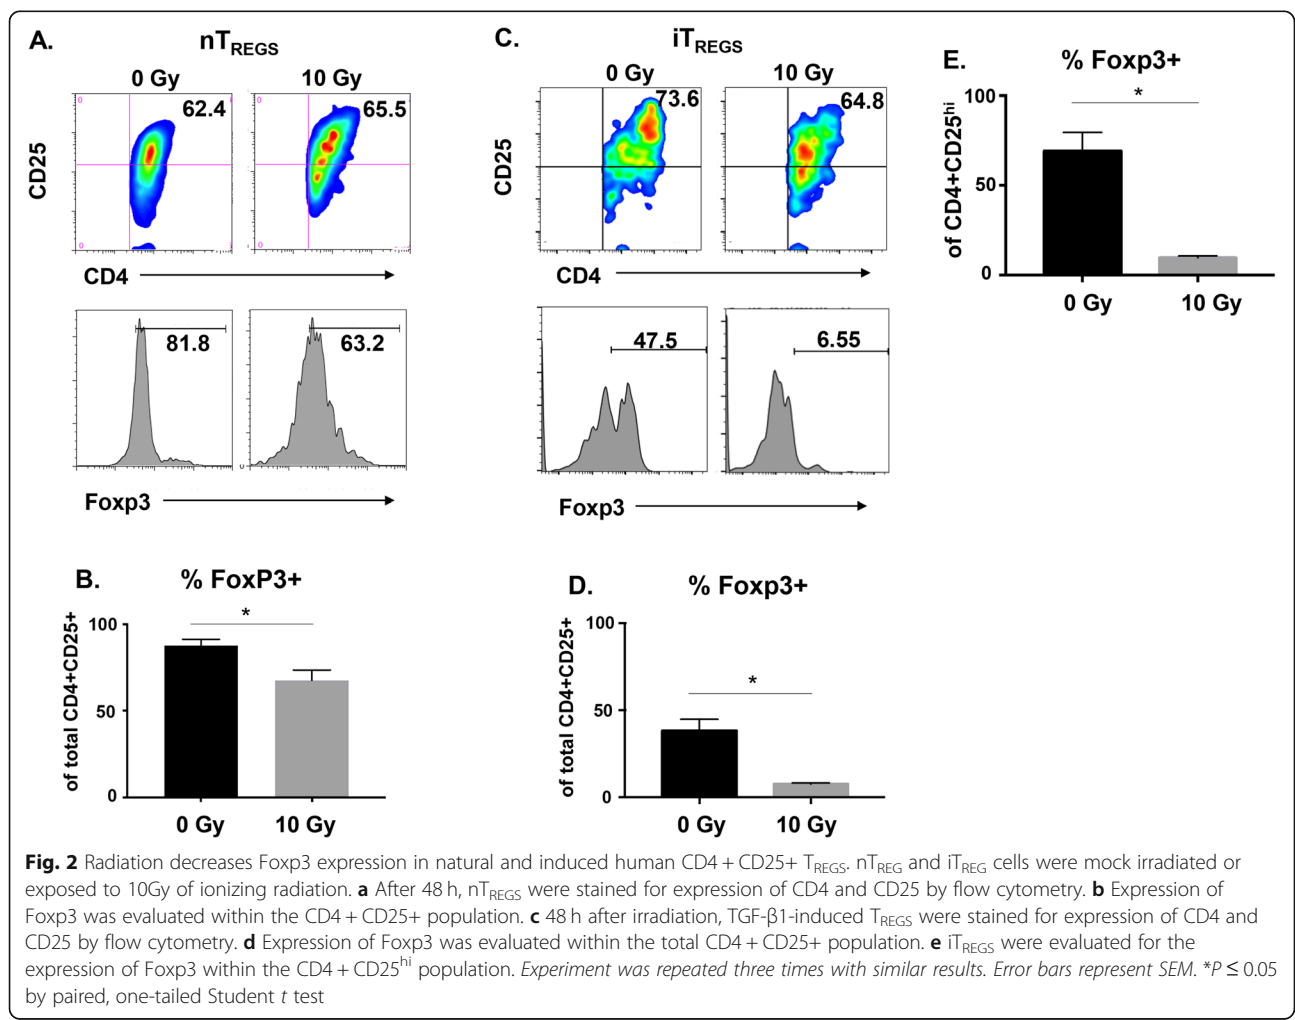 A.
nTREGS
0 Gy
10 Gy
62.4
65.5
CD25
0
0
0
0
CD4
81.8
63.2
0
Foxp3
B.
% FoxP3+
of total CD4+CD25+
100
50
0
*
0 Gy
10 Gy
C.
iTREGS
0 Gy
10 Gy
73.6
64.8
CD25
CD4
47.5
6.55
Foxp3
D.
% Foxp3+
of total CD4+CD25+
100
50
0
*
0 Gy
10 Gy
E.
% Foxp3+
of CD4+CD25hi
100
50
0
*
0 Gy
10 Gy
Fig. 2 Radiation decreases Foxp3 expression in natural and induced human CD4 + CD25+ TREGS. nTREG and iTREG cells were mock irradiated or
exposed to 10Gy of ionizing radiation. a After 48 h, nTREGS were stained for expression of CD4 and CD25 by flow cytometry. b Expression of
Foxp3 was evaluated within the CD4 + CD25+ population. c 48 h after irradiation, TGF-β1-induced TREGS were stained for expression of CD4 and
CD25 by flow cytometry. d Expression of Foxp3 was evaluated within the total CD4 + CD25+ population. e iTREGS were evaluated for the
expression of Foxp3 within the CD4 + CD25hi population. Experiment was repeated three times with similar results. Error bars represent SEM. *P ≤ 0.05
by paired, one-tailed Student t test